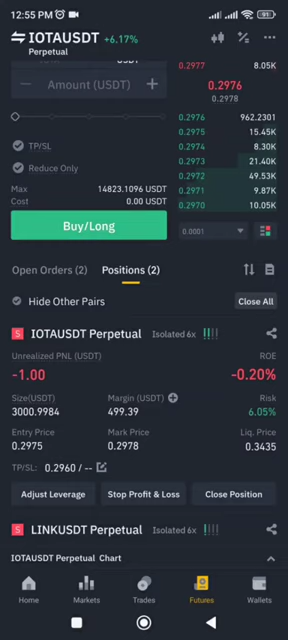 12:55 PM
91
IOTAUSDT +6.17%
Perpetual
Amount (USDT)
0.2977 8.05K
0.2976
0.2978
0.2976 962.2301
0.2975 15.45K
0.2974 8.30K
0.2973 21.40K
0.2972 49.53K
0.2971 9.87K
0.2970 10.05K
TP/SL
Reduce Only
Max 14823.1096 USDT
Cost 0.00 USDT
Buy/Long
0.0001
Open Orders (2) Positions (2)
Hide Other Pairs Close All
S IOTAUSDT Perpetual Isolated 6x
Unrealized PNL (USDT) ROE
-1.00 -0.20%
Size(USDT) Margin (USDT) Risk
3000.9984 499.39 6.05%
Entry Price Mark Price Liq. Price
0.2975 0.2978 0.3435
TP/SL: 0.2960 / --
Adjust Leverage Stop Profit & Loss Close Position
S LINKUSDT Perpetual Isolated 6x
IOTAUSDT Perpetual Chart
Home Markets Trades Futures Wallets